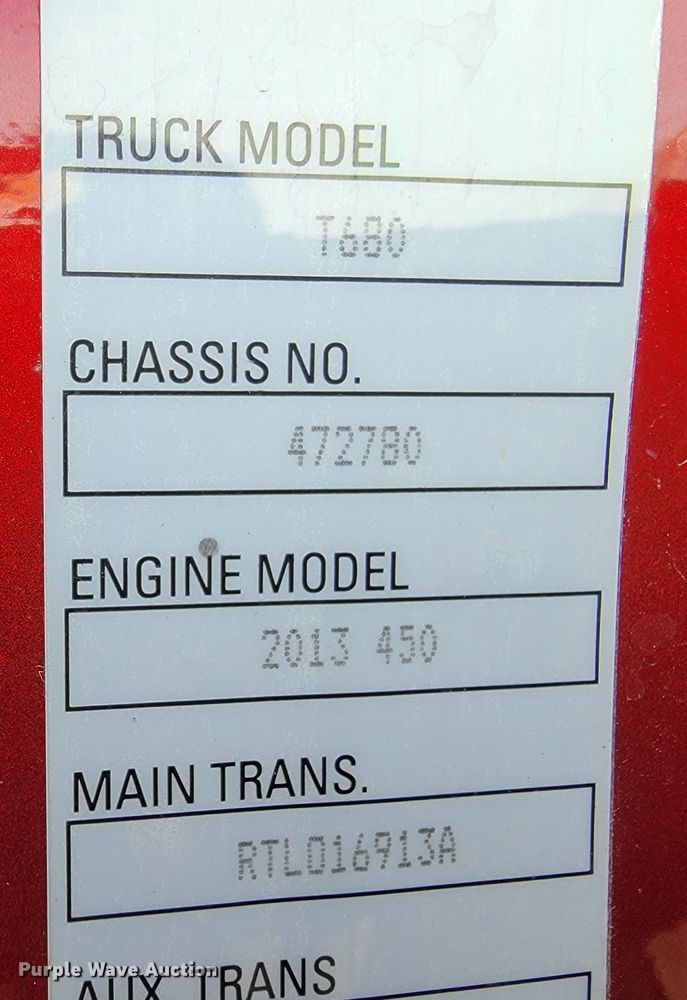 TRUCK MODEL
T680
CHASSIS NO.
472780
ENGINE MODEL
2013 450
MAIN TRANS.
RTLO16913A
AUX. TRANS
Purple Wave Auction